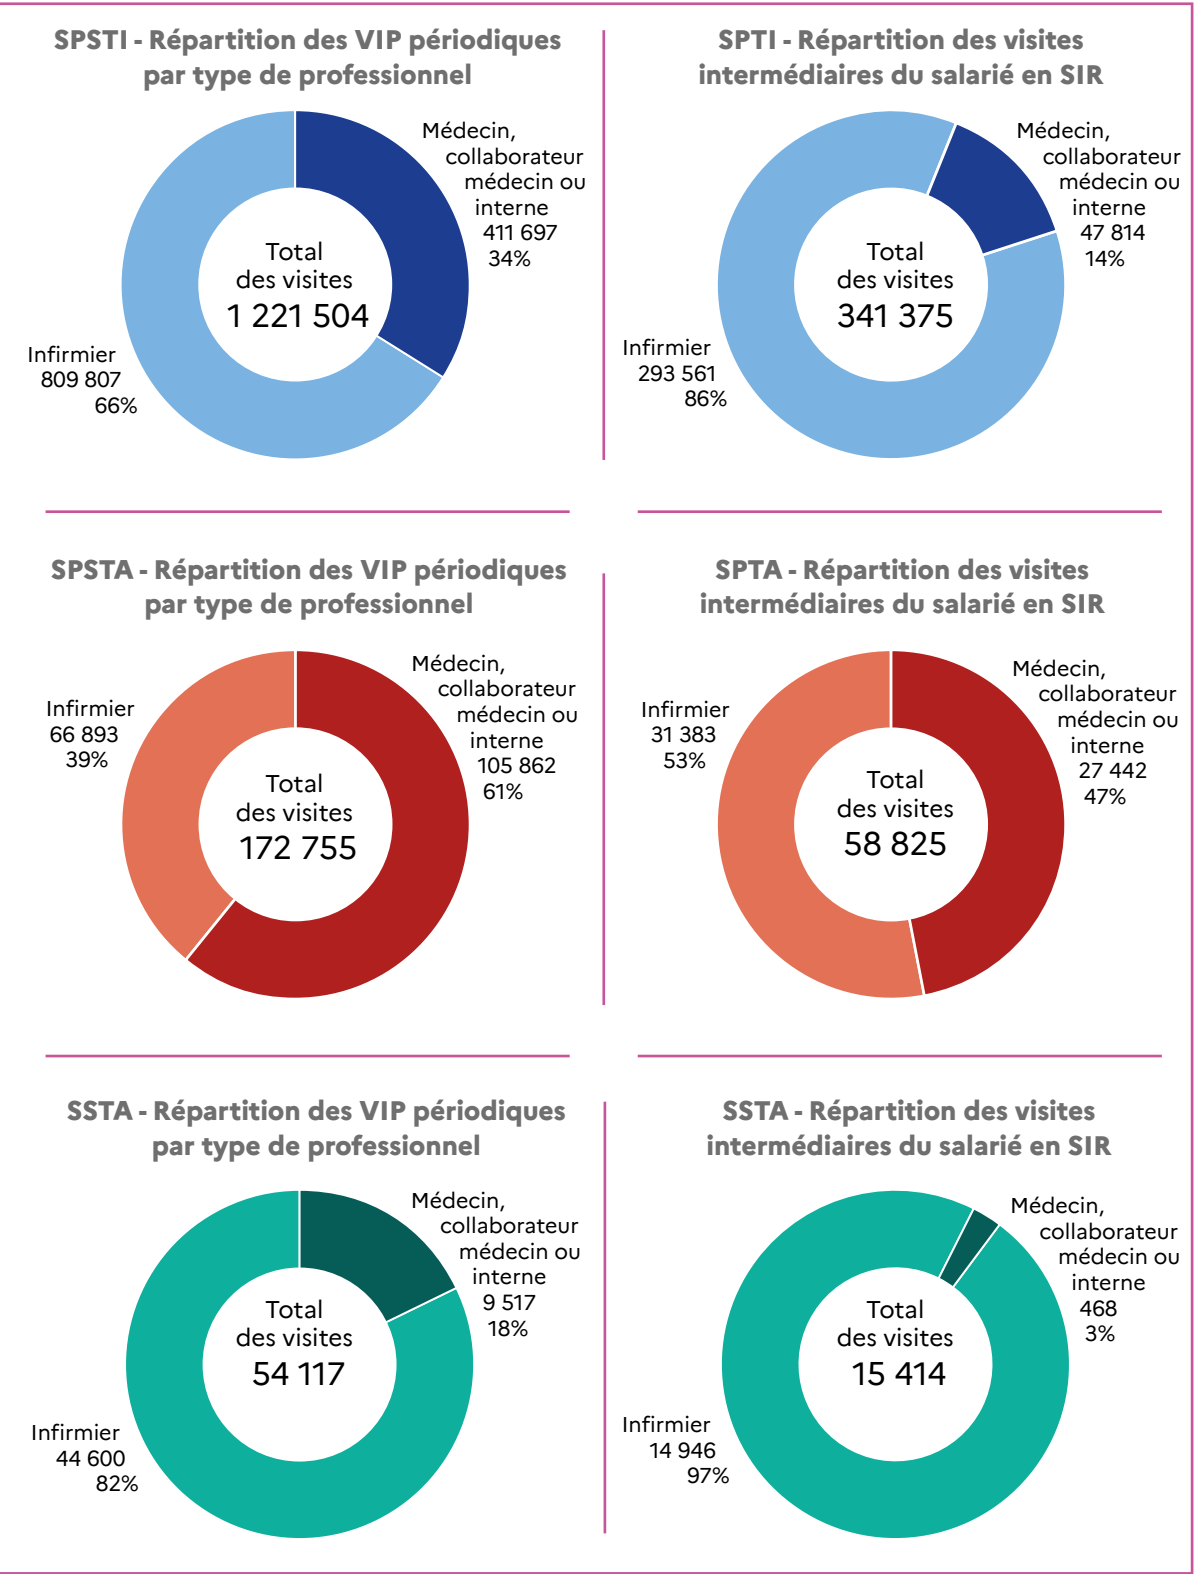 SPSTI - Répartition des VIP périodiques
par type de professionnel
Médecin,
collaborateur
médecin ou
interne
411 697
34%
Total
des visites
1 221 504
Infirmier
809 807
66%
SPTI - Répartition des visites
intermédiaires du salarié en SIR
Médecin,
collaborateur
médecin ou
interne
47 814
14%
Total
des visites
341 375
Infirmier
293 561
86%
SPSTA - Répartition des VIP périodiques
par type de professionnel
Médecin,
collaborateur
médecin ou
interne
105 862
61%
Infirmier
66 893
39%
Total
des visites
172 755
SPTA - Répartition des visites
intermédiaires du salarié en SIR
Médecin,
collaborateur
médecin ou
interne
27 442
47%
Infirmier
31 383
53%
Total
des visites
58 825
SSTA - Répartition des VIP périodiques
par type de professionnel
Médecin,
collaborateur
médecin ou
interne
9 517
18%
Total
des visites
54 117
Infirmier
44 600
82%
SSTA - Répartition des visites
intermédiaires du salarié en SIR
Médecin,
collaborateur
médecin ou
interne
468
3%
Total
des visites
15 414
Infirmier
14 946
97%